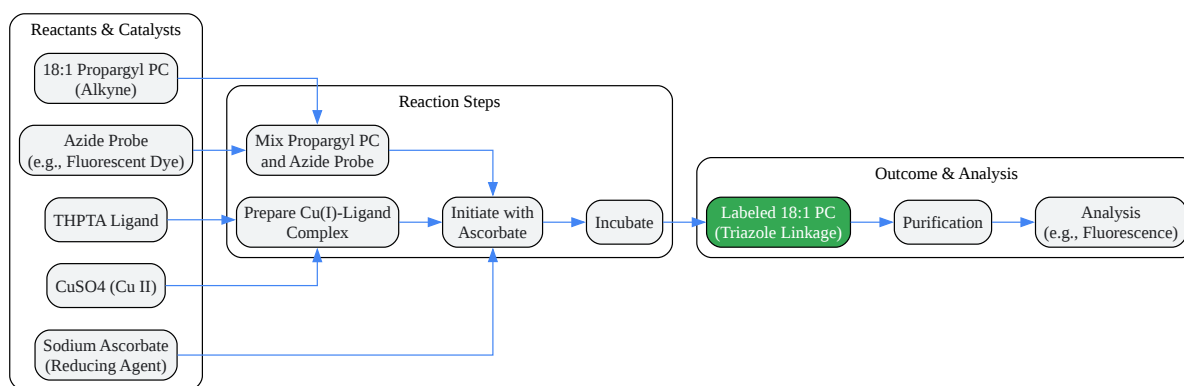 Reactants & Catalysts
18:1 Propargyl PC
(Alkyne)
Azide Probe
(e.g., Fluorescent Dye)
THPTA Ligand
CuSO4 (Cu II)
Sodium Ascorbate
(Reducing Agent)
Reaction Steps
Mix Propargyl PC
and Azide Probe
Prepare Cu(I)-Ligand
Complex
Initiate with
Ascorbate
Incubate
Outcome & Analysis
Labeled 18:1 PC
(Triazole Linkage)
Purification
Analysis
(e.g., Fluorescence)